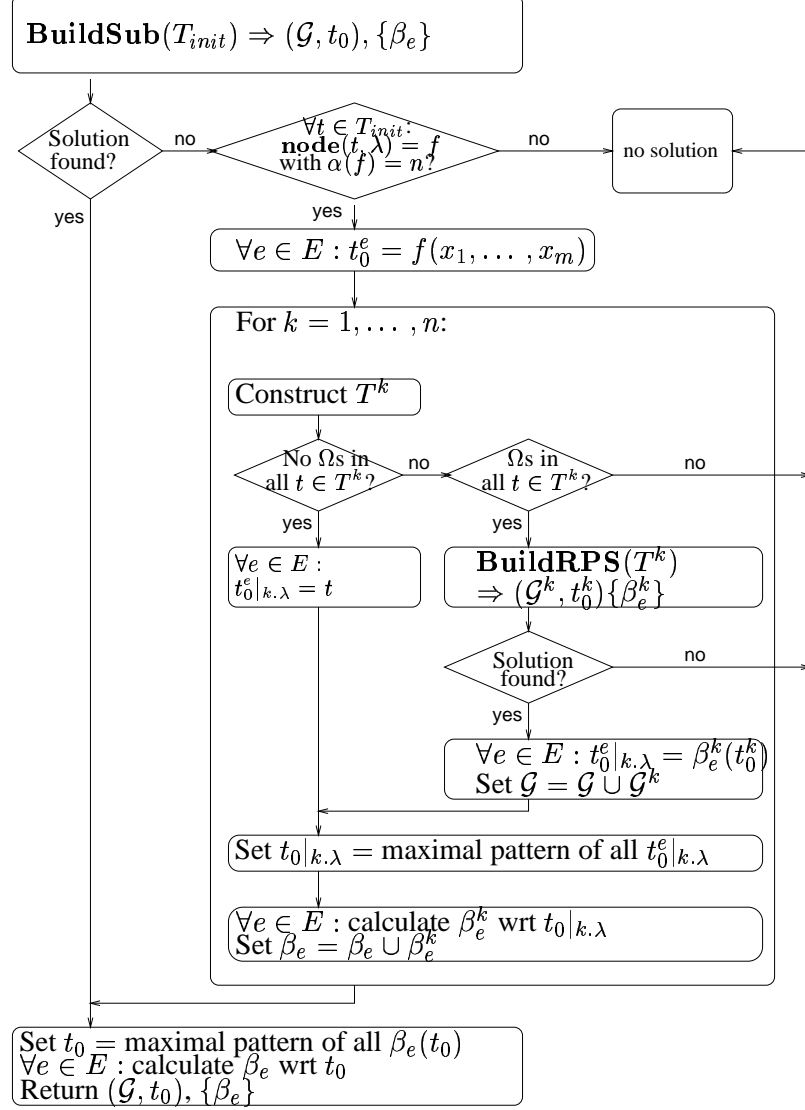 BuildSub(T_init) ⇒ (𝒢, t_0), {β_e}
Solution
found?
no
∀t ∈ T_init:
node(t, λ) = f
with α(f) = n?
no
no solution
yes
yes
∀e ∈ E : t_0^e = f(x_1, … , x_m)
For k = 1, … , n:
Construct T^k
No Ωs in
all t ∈ T^k?
no
Ωs in
all t ∈ T^k?
no
yes
yes
∀e ∈ E :
t_0^e|_{k.λ} = t
BuildRPS(T^k)
⇒ (𝒢^k, t_0^k){β_e^k}
Solution
found?
no
yes
∀e ∈ E : t_0^e|_{k.λ} = β_e^k(t_0^k)
Set 𝒢 = 𝒢 ∪ 𝒢^k
Set t_0|_{k.λ} = maximal pattern of all t_0^e|_{k.λ}
∀e ∈ E : calculate β_e^k wrt t_0|_{k.λ}
Set β_e = β_e ∪ β_e^k
Set t_0 = maximal pattern of all β_e(t_0)
∀e ∈ E : calculate β_e wrt t_0
Return (𝒢, t_0), {β_e}